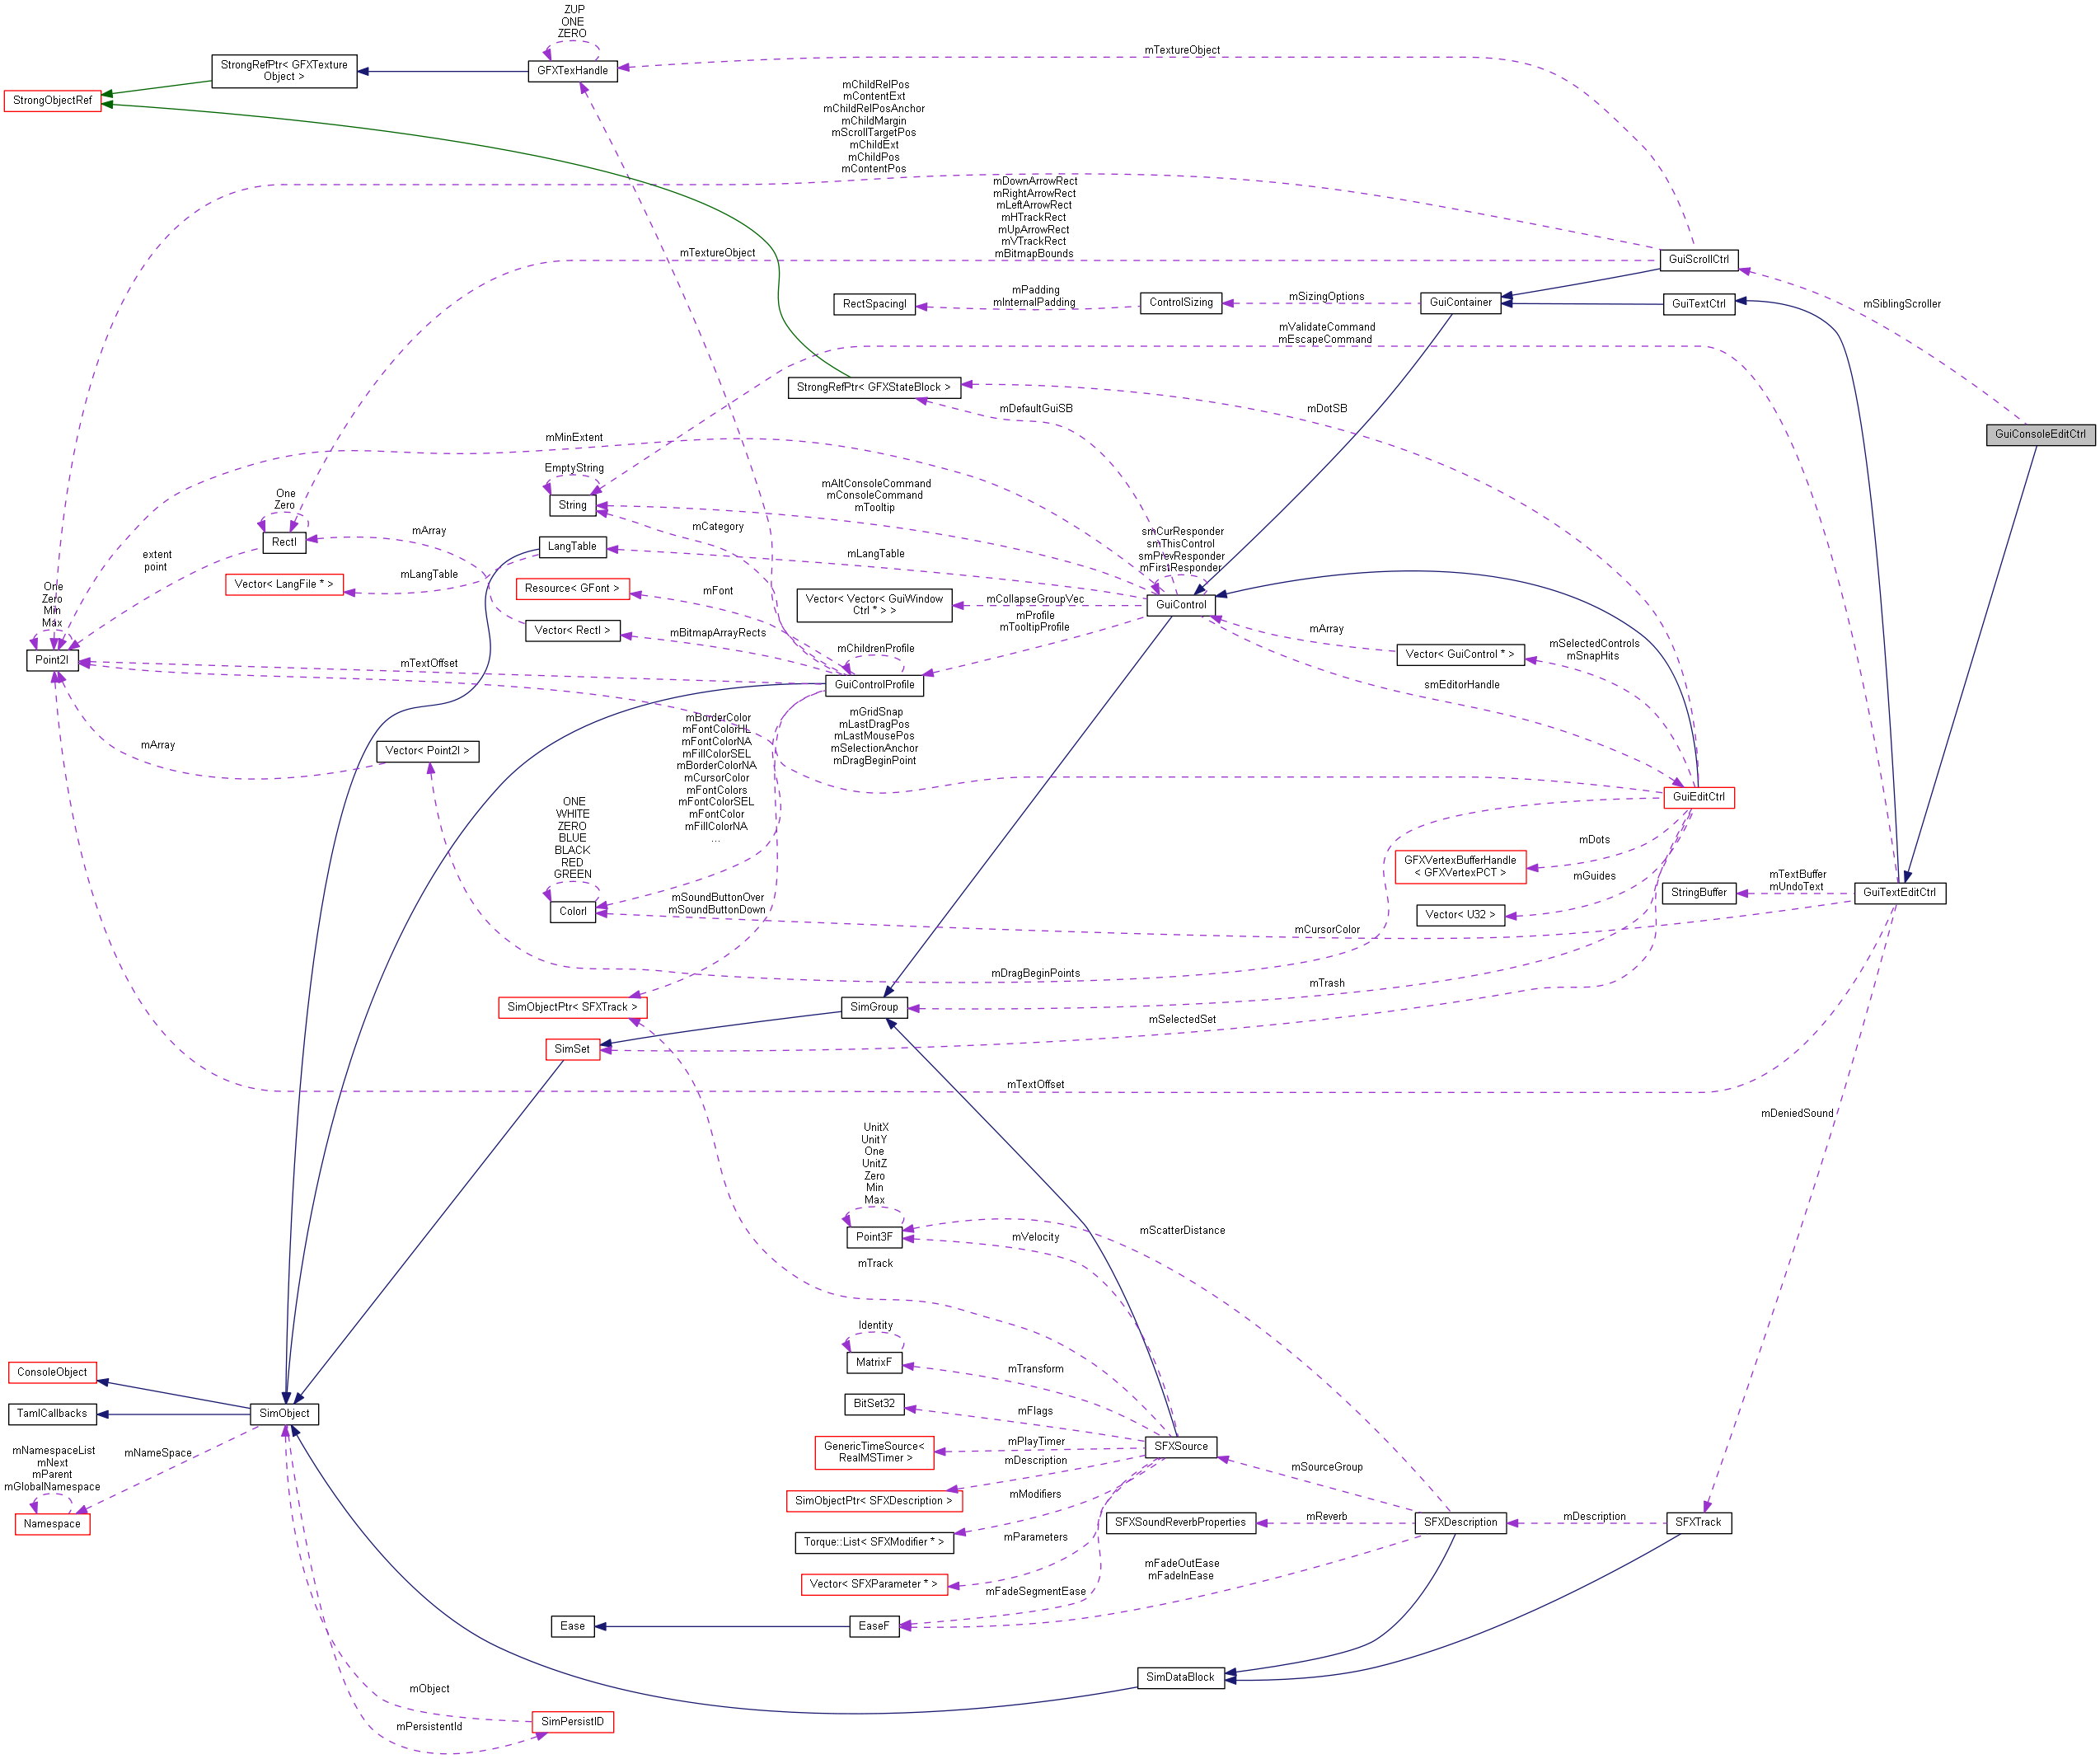 ZUP
ONE
ZERO
mTextureObject
StrongRefPtr< GFXTexture
Object >
GFXTexHandle
StrongObjectRef
mChildRelPos
mContentExt
mChildRelPosAnchor
mChildMargin
mScrollTargetPos
mChildExt
mChildPos
mContentPos
mDownArrowRect
mRightArrowRect
mLeftArrowRect
mHTrackRect
mUpArrowRect
mVTrackRect
mBitmapBounds
mTextureObject
GuiScrollCtrl
RectSpacingI
mPadding
mInternalPadding
ControlSizing
mSizingOptions
GuiContainer
GuiTextCtrl
mSiblingScroller
mValidateCommand
mEscapeCommand
StrongRefPtr< GFXStateBlock >
mDefaultGuiSB
mDotSB
GuiConsoleEditCtrl
mMinExtent
EmptyString
String
mAltConsoleCommand
mConsoleCommand
mTooltip
One
Zero
RectI
mArray
mCategory
smCurResponder
smThisControl
smPrevResponder
mFirstResponder
LangTable
mLangTable
extent
point
Vector< LangFile * >
mLangTable
Resource< GFont >
mFont
Vector< Vector< GuiWindow
Ctrl * > >
mCollapseGroupVec
GuiControl
One
Zero
Min
Max
Vector< RectI >
mBitmapArrayRects
mProfile
mTooltipProfile
mArray
Vector< GuiControl * >
mSelectedControls
mSnapHits
Point2I
mTextOffset
mChildrenProfile
GuiControlProfile
smEditorHandle
mArray
Vector< Point2I >
mBorderColor
mFontColorHL
mFontColorNA
mFillColorSEL
mBorderColorNA
mCursorColor
mFontColors
mFontColorSEL
mFontColor
mFillColorNA
...
mGridSnap
mLastDragPos
mLastMousePos
mSelectionAnchor
mDragBeginPoint
GuiEditCtrl
ONE
WHITE
ZERO
BLUE
BLACK
RED
GREEN
ColorI
mSoundButtonOver
mSoundButtonDown
GFXVertexBufferHandle
< GFXVertexPCT >
mDots
Vector< U32 >
mGuides
StringBuffer
mTextBuffer
mUndoText
GuiTextEditCtrl
mCursorColor
mDragBeginPoints
SimObjectPtr< SFXTrack >
SimGroup
mTrash
SimSet
mSelectedSet
mTextOffset
mDeniedSound
UnitX
UnitY
One
UnitZ
Zero
Min
Max
Point3F
mVelocity
mScatterDistance
mTrack
Identity
MatrixF
mTransform
ConsoleObject
TamlCallbacks
SimObject
BitSet32
mFlags
mNamespaceList
mNext
mParent
mGlobalNamespace
mNameSpace
GenericTimeSource<
RealMSTimer >
mPlayTimer
SFXSource
mDescription
mSourceGroup
SimObjectPtr< SFXDescription >
mModifiers
Namespace
SFXSoundReverbProperties
mReverb
SFXDescription
mDescription
SFXTrack
Torque::List< SFXModifier * >
mParameters
mFadeOutEase
mFadeInEase
Vector< SFXParameter * >
mFadeSegmentEase
Ease
EaseF
SimDataBlock
mObject
SimPersistID
mPersistentId